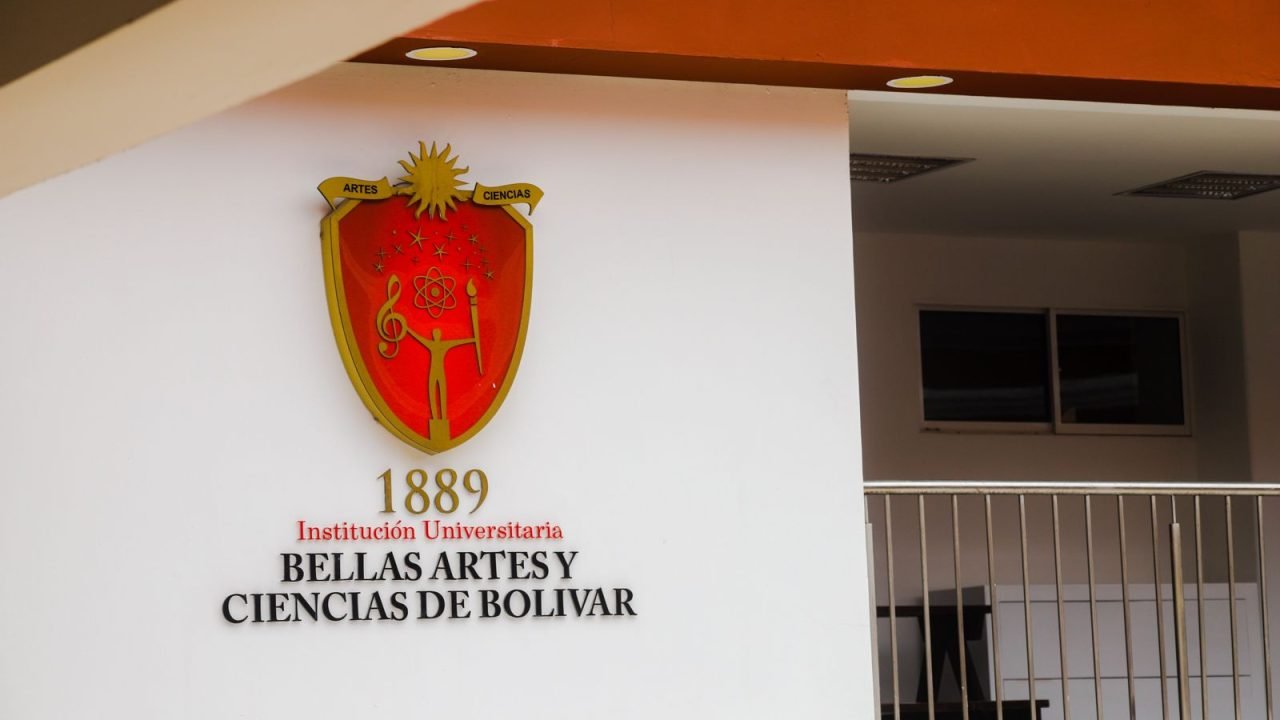 ARTES
CIENCIAS
1889
Institución Universitaria
BELLAS ARTES Y
CIENCIAS DE BOLIVAR